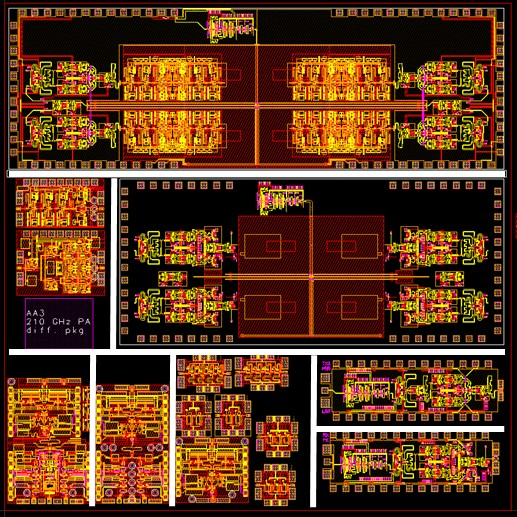 AA3
210 GHz PA
diff. pkg